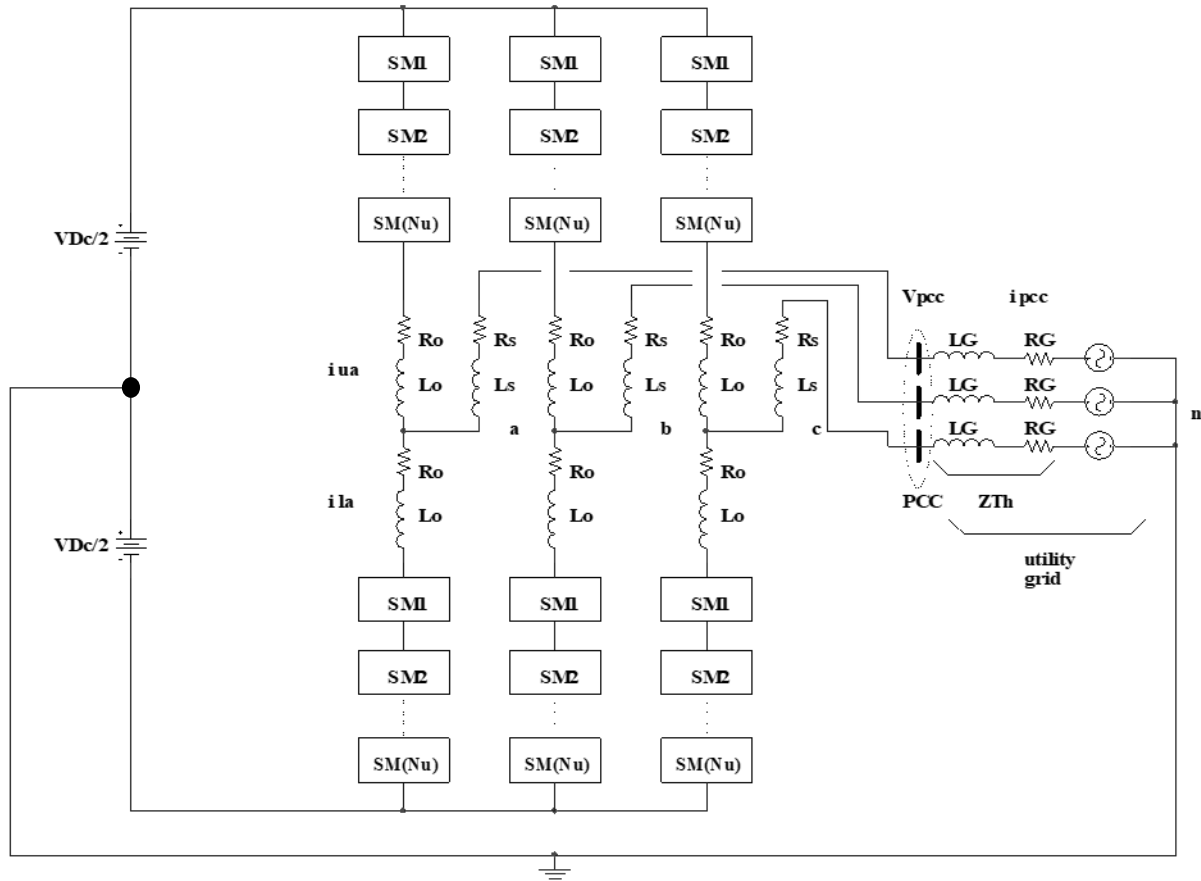 SM1 SM1 SM1
SM2 SM2 SM2
SM(Nu) SM(Nu) SM(Nu)
VDc/2
Vpcc i pcc
Ro Rs Ro Rs Ro Rs
LG RG
i ua Lo Ls Lo Ls Lo Ls
LG RG
n
a b c
LG RG
Ro Ro Ro
i la Lo Lo Lo
PCC ZTh
VDc/2
utility
grid
SM1 SM1 SM1
SM2 SM2 SM2
SM(Nu) SM(Nu) SM(Nu)